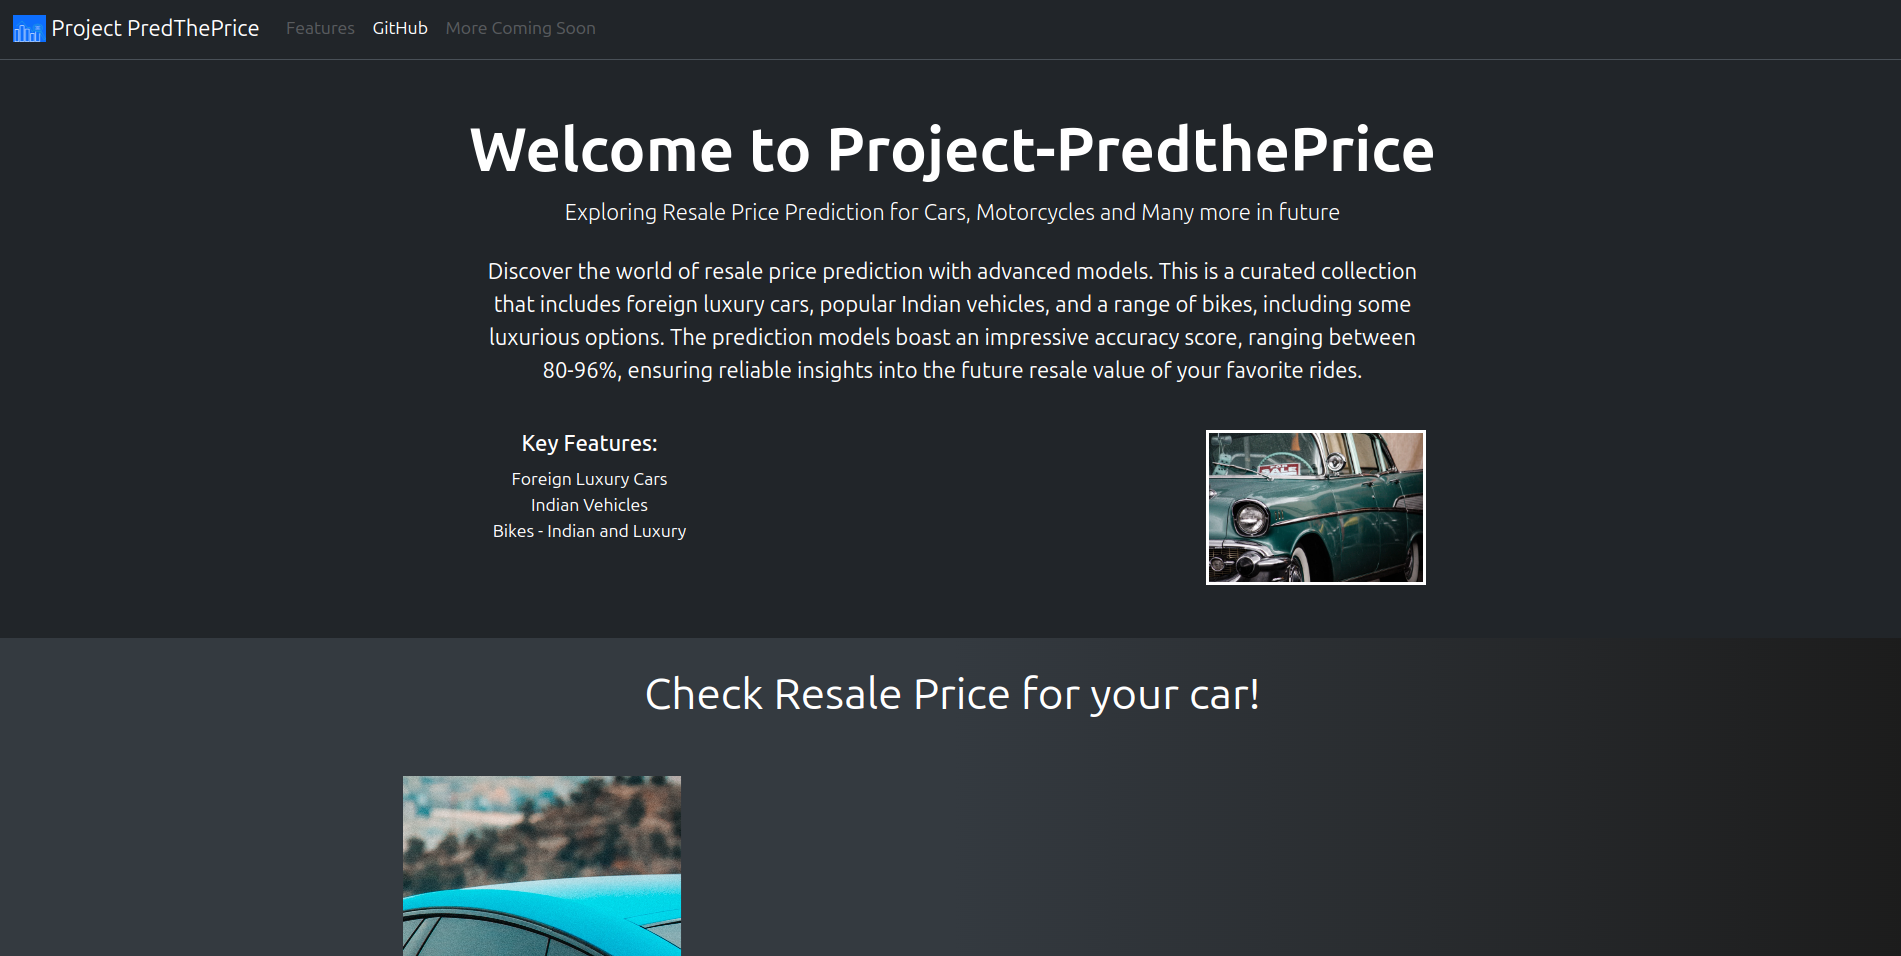 Project PredThePrice Features GitHub More Coming Soon
Welcome to Project-PredthePrice
Exploring Resale Price Prediction for Cars, Motorcycles and Many more in future
Discover the world of resale price prediction with advanced models. This is a curated collection
that includes foreign luxury cars, popular Indian vehicles, and a range of bikes, including some
luxurious options. The prediction models boast an impressive accuracy score, ranging between
80-96%, ensuring reliable insights into the future resale value of your favorite rides.
Key Features:
Foreign Luxury Cars
Indian Vehicles
Bikes - Indian and Luxury
SALE
Check Resale Price for your car!